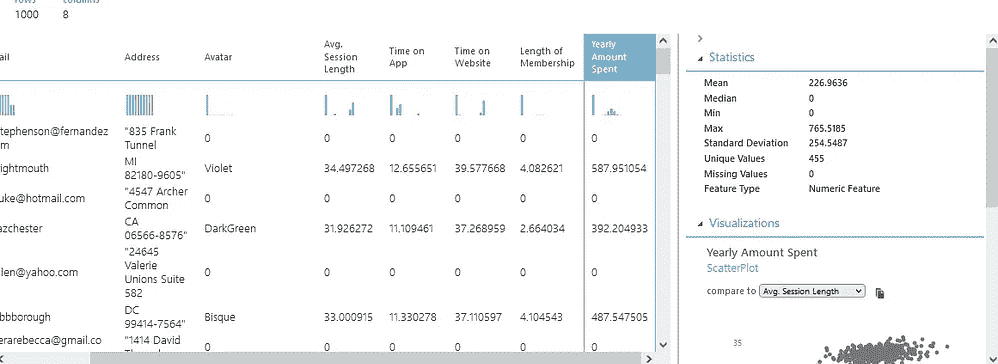 rows columns
1000 8
ail Address Avatar Avg. Session Length Time on App Time on Website Length of Membership Yearly Amount Spent
tephenson@fernandez
om
"835 Frank
Tunnel
0 0 0 0 0 0
ightmouth
MI
82180-9605"
Violet 34.497268 12.655651 39.577668 4.082621 587.951054
uke@hotmail.com
"4547 Archer
Common
0 0 0 0 0 0
azchester
CA
06566-8576"
DarkGreen 31.926272 11.109461 37.268959 2.664034 392.204933
llen@yahoo.com
"24645
Valerie
Unions Suite
582
0 0 0 0 0 0
bbborough
DC
99414-7564"
Bisque 33.000915 11.330278 37.110597 4.104543 487.547505
erarebecca@gmail.co
"1414 David
0 0 0 0 0 0
Statistics
Mean 226.9636
Median 0
Min 0
Max 765.5185
Standard Deviation 254.5487
Unique Values 455
Missing Values 0
Feature Type Numeric Feature
Visualizations
Yearly Amount Spent
ScatterPlot
compare to Avg. Session Length
35